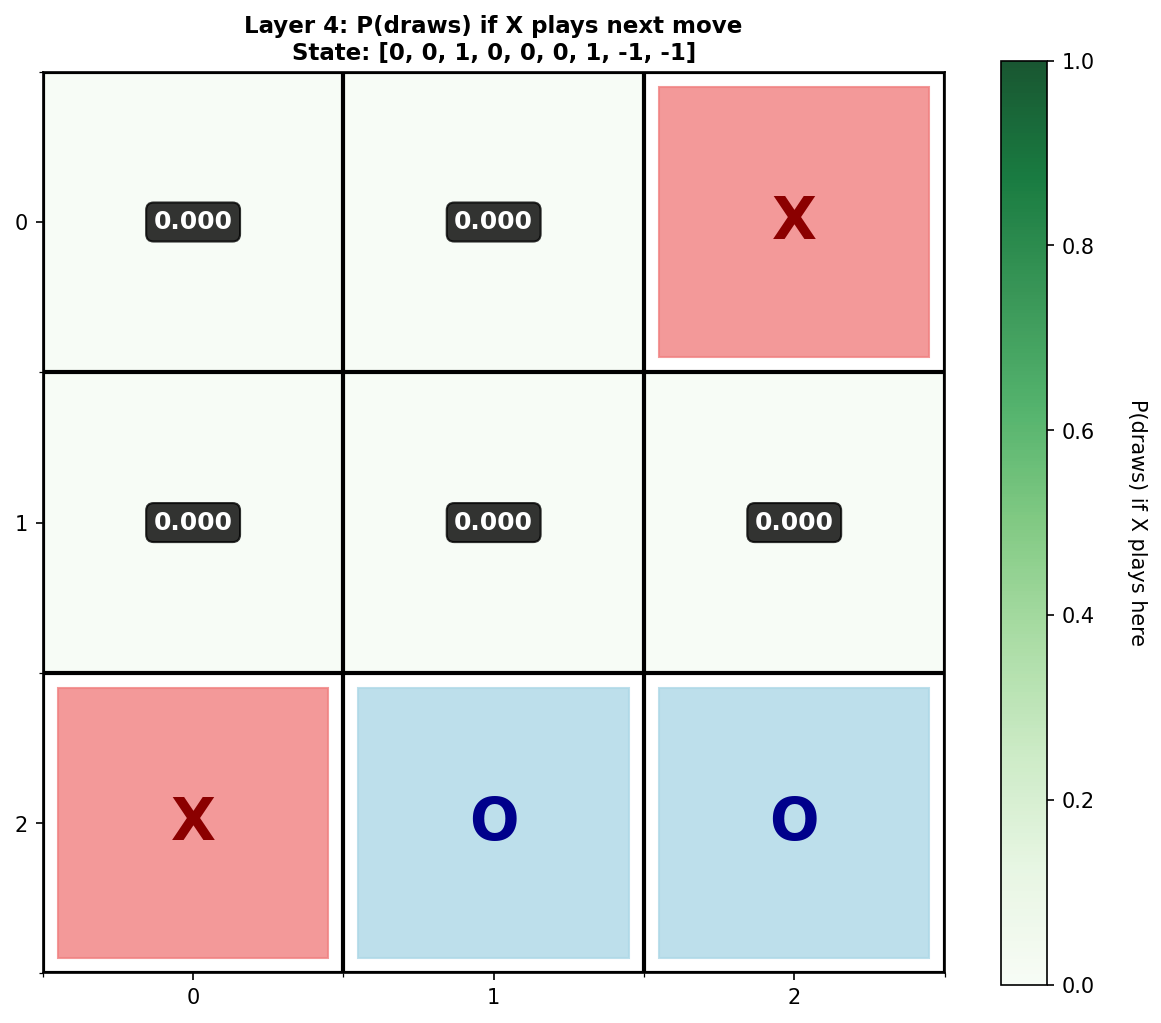 Layer 4: P(draws) if X plays next move
State: [0, 0, 1, 0, 0, 0, 1, -1, -1]
0.000
0.000
X
0.000
0.000
0.000
X
O
O
0
1
2
0
1
2
1.0
0.8
0.6
0.4
0.2
0.0
P(draws) if X plays here